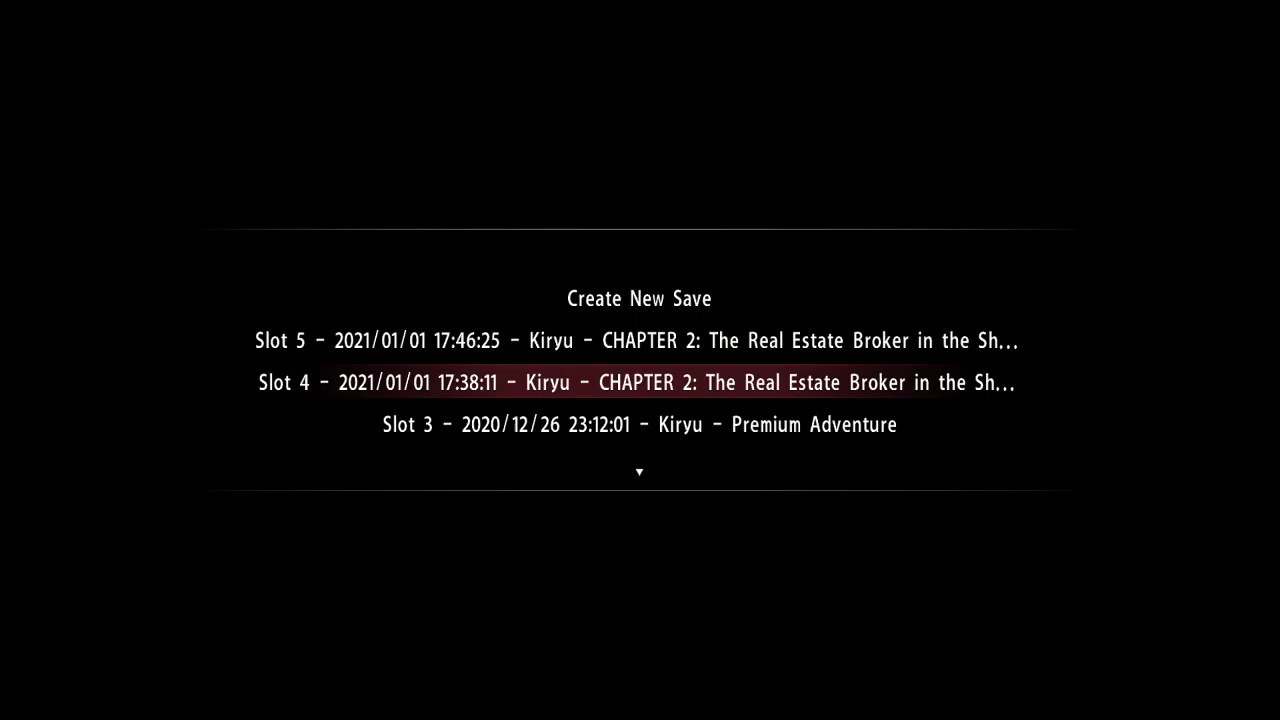 Create New Save
Slot 5 - 2021/01/01 17:46:25 - Kiryu - CHAPTER 2: The Real Estate Broker in the Sh...
Slot 4 - 2021/01/01 17:38:11 - Kiryu - CHAPTER 2: The Real Estate Broker in the Sh...
Slot 3 - 2020/12/26 23:12:01 - Kiryu - Premium Adventure